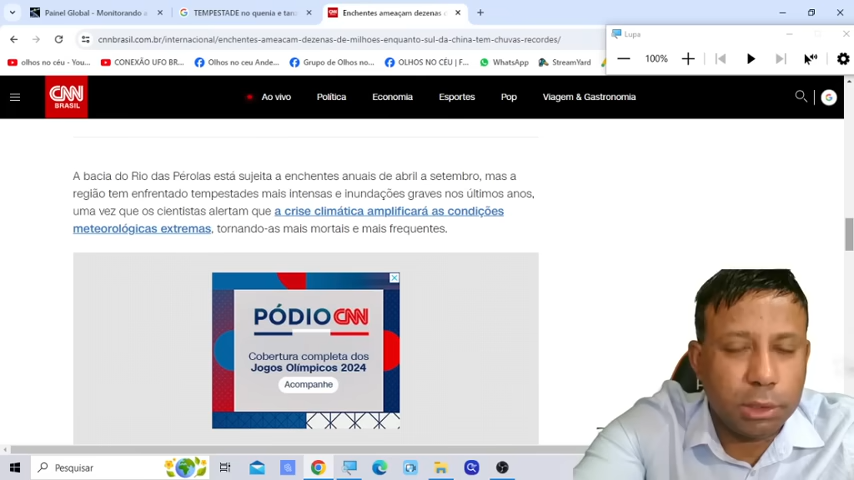 Painel Global - Monitorando e
TEMPESTADE no quenia e tanz
Enchentes ameaçam dezenas d
cnnbrasil.com.br/internacional/enchentes-ameacam-dezenas-de-milhoes-enquanto-sul-da-china-tem-chuvas-recordes/
Lupa
100%
olhos no céu - You
CONEXÃO UFO BR...
Olhos no ceu Ande...
Grupo de Olhos no...
OLHOS NO CÉU | F...
WhatsApp
StreamYard
CNN
BRASIL
Ao vivo
Política
Economia
Esportes
Pop
Viagem & Gastronomia
A bacia do Rio das Pérolas está sujeita a enchentes anuais de abril a setembro, mas a
região tem enfrentado tempestades mais intensas e inundações graves nos últimos anos,
uma vez que os cientistas alertam que a crise climática amplificará as condições
meteorológicas extremas, tornando-as mais mortais e mais frequentes.
PÓDIO CNN
Cobertura completa dos
Jogos Olímpicos 2024
Acompanhe
Pesquisar